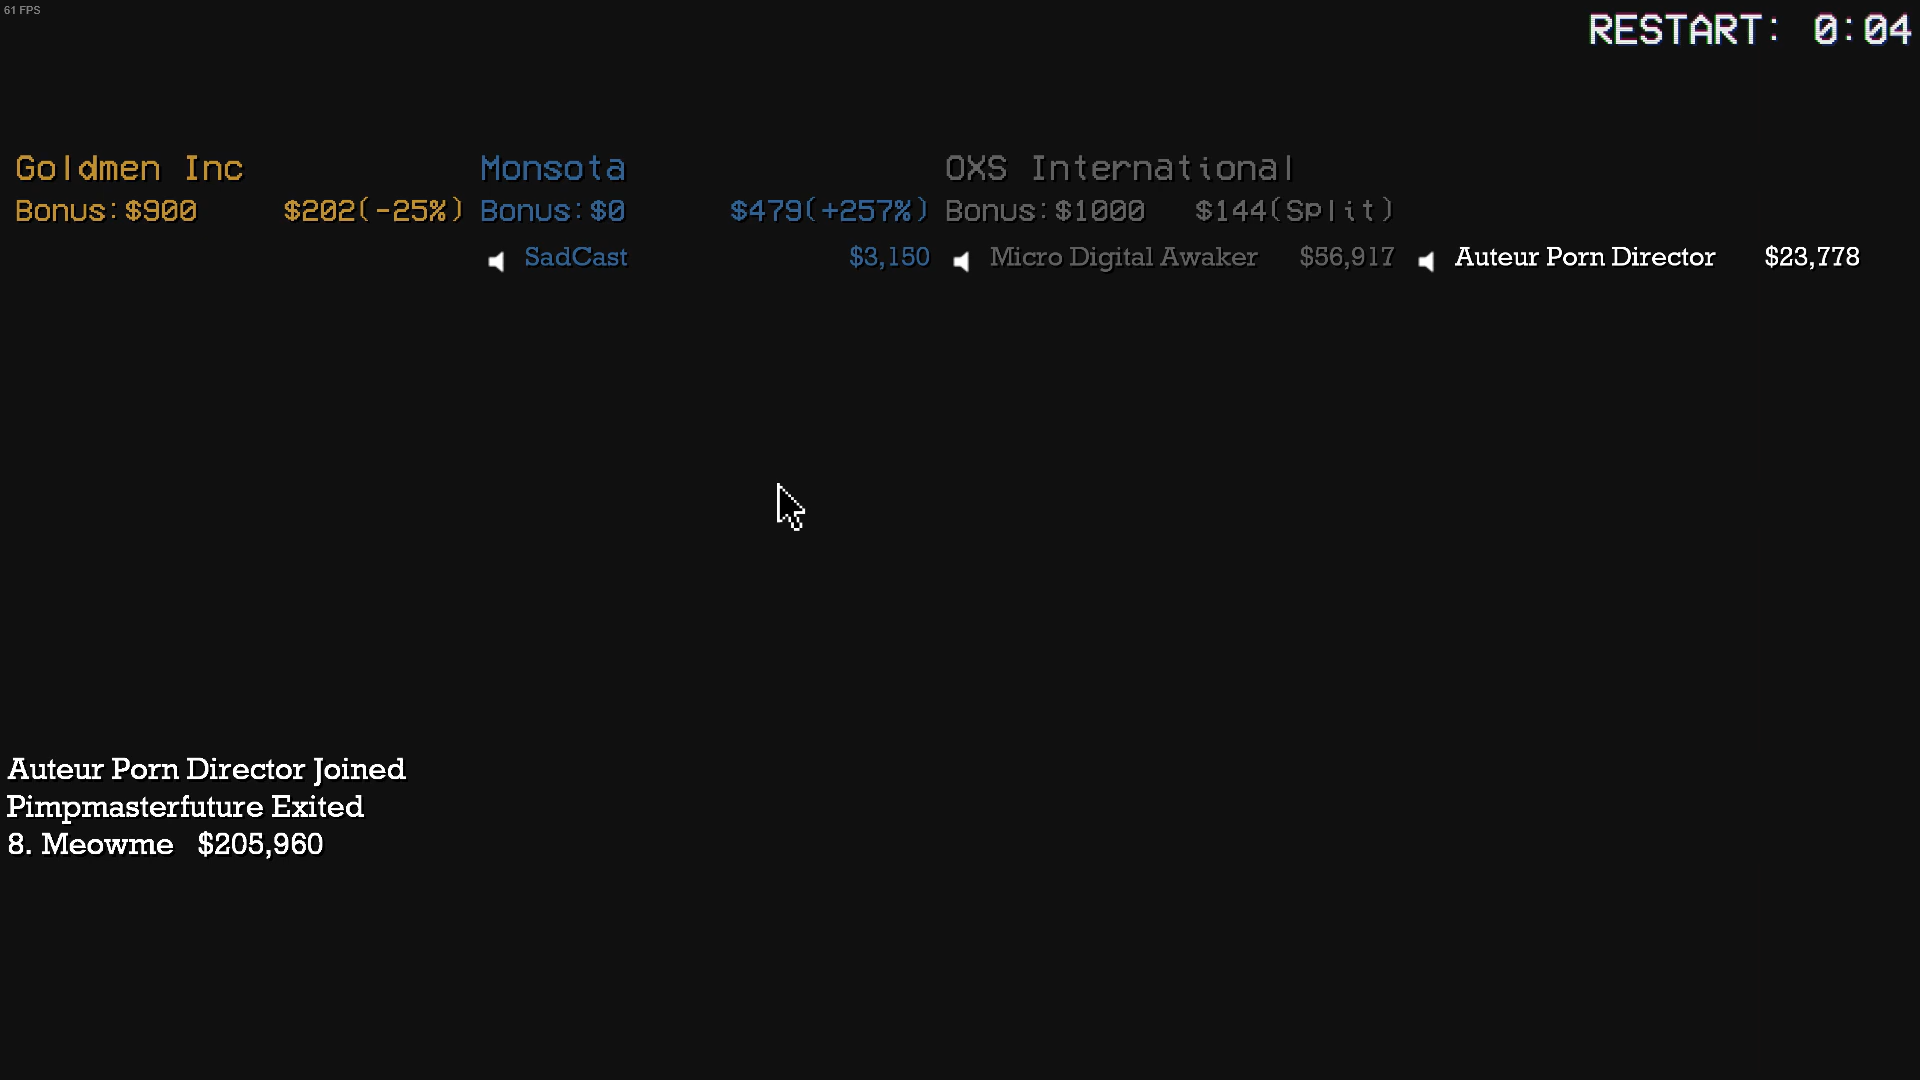 61 FPS
RESTART: 0:04
Goldmen Inc
Bonus:$900 $202(-25%)
Monsota
Bonus:$0 $479(+257%)
SadCast $3,150
OXS International
Bonus:$1000 $144(Split)
Micro Digital Awaker $56,917
Auteur Porn Director $23,778
Auteur Porn Director Joined
Pimpmasterfuture Exited
8. Meowme $205,960